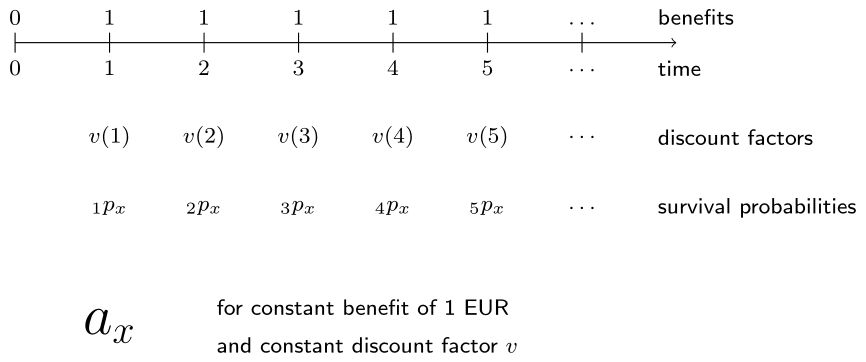 0 1 1 1 1 1 ... benefits
0 1 2 3 4 5 ... time
v(1) v(2) v(3) v(4) v(5) ... discount factors
₁pₓ ₂pₓ ₃pₓ ₄pₓ ₅pₓ ... survival probabilities
aₓ for constant benefit of 1 EUR
and constant discount factor v